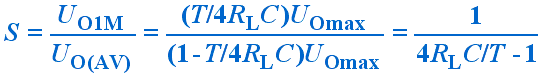 S = U_O1M / U_O(AV) = (T/4R_LC)U_Omax / (1-T/4R_LC)U_Omax = 1 / 4R_LC/T -1